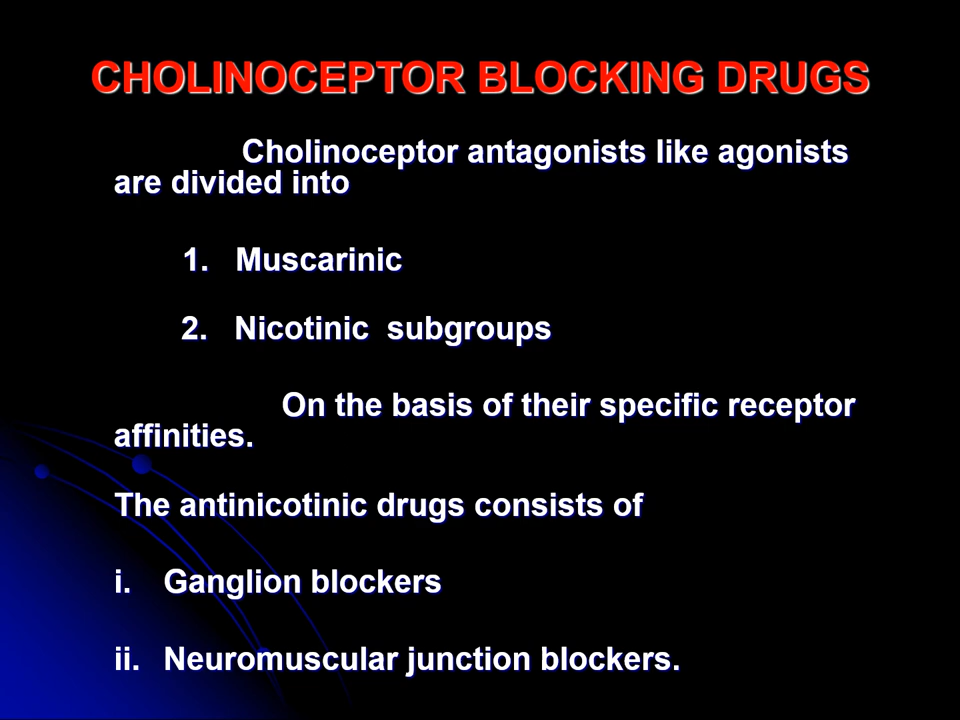 CHOLINOCEPTOR BLOCKING DRUGS
Cholinoceptor antagonists like agonists
are divided into
1. Muscarinic
2. Nicotinic subgroups
On the basis of their specific receptor
affinities.
The antinicotinic drugs consists of
i. Ganglion blockers
ii. Neuromuscular junction blockers.